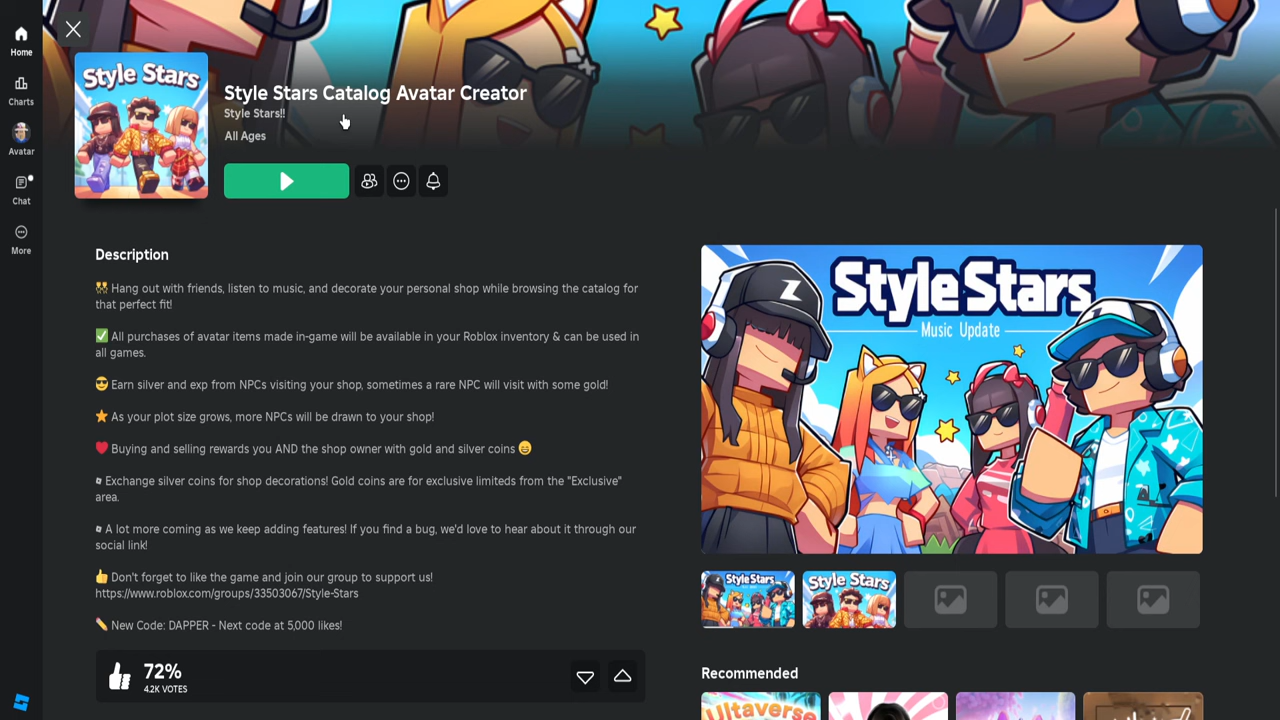 Home
Charts
Avatar
Chat
More
Style Stars
Style Stars Catalog Avatar Creator
Style Stars!!
All Ages
Description
Hang out with friends, listen to music, and decorate your personal shop while browsing the catalog for
that perfect fit!
All purchases of avatar items made in-game will be available in your Roblox inventory & can be used in
all games.
Earn silver and exp from NPCs visiting your shop, sometimes a rare NPC will visit with some gold!
As your plot size grows, more NPCs will be drawn to your shop!
Buying and selling rewards you AND the shop owner with gold and silver coins
Exchange silver coins for shop decorations! Gold coins are for exclusive limiteds from the "Exclusive"
area.
A lot more coming as we keep adding features! If you find a bug, we'd love to hear about it through our
social link!
Don't forget to like the game and join our group to support us!
https://www.roblox.com/groups/33503067/Style-Stars
New Code: DAPPER - Next code at 5,000 likes!
72%
4.2K VOTES
Style Stars
Music Update
Z
Style Stars
Style Stars
Recommended
Ultaverse